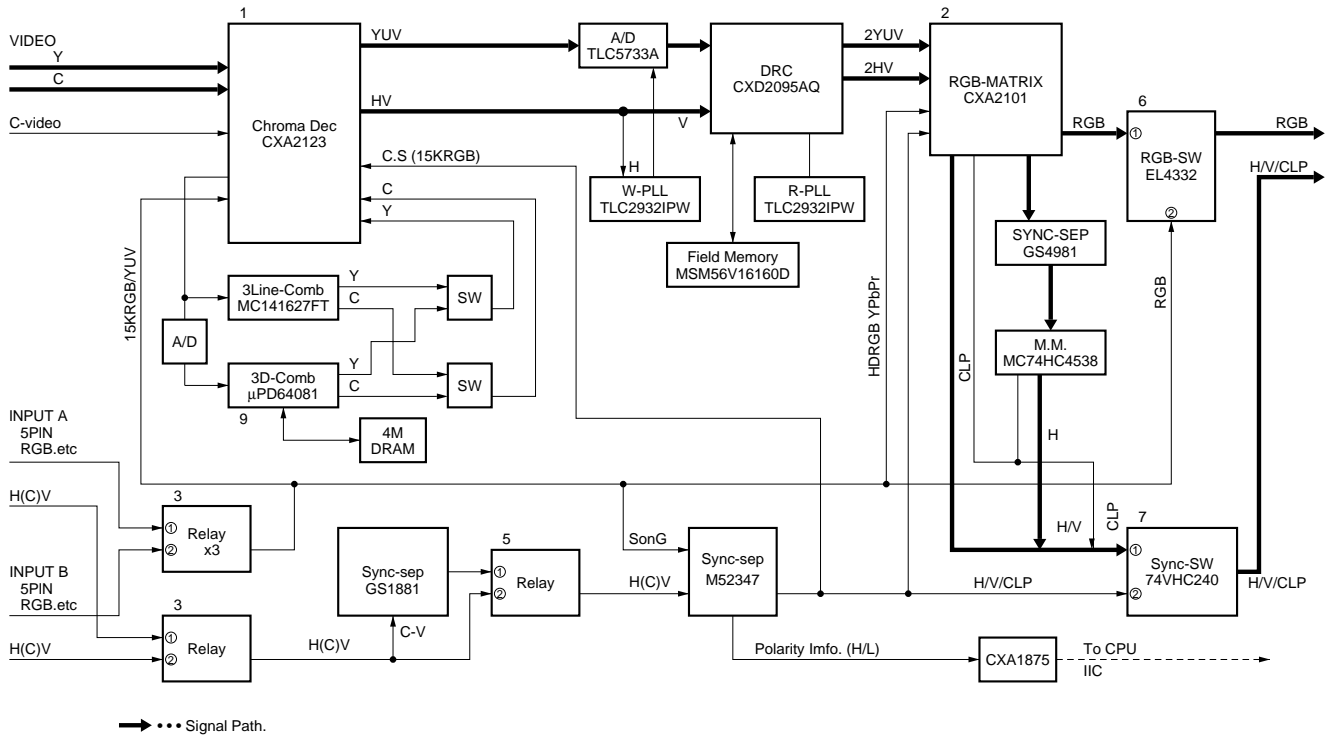 1
2
VIDEO
Y
C
C-video
Chroma Dec
CXA2123
YUV
HV
V
A/D
TLC5733A
DRC
CXD2095AQ
2YUV
2HV
RGB-MATRIX
CXA2101
RGB
6
①
RGB-SW
EL4332
②
RGB
H/V/CLP
C.S (15KRGB)
C
Y
H
W-PLL
TLC2932IPW
R-PLL
TLC2932IPW
Field Memory
MSM56V16160D
SYNC-SEP
GS4981
M.M.
MC74HC4538
15KRGB/YUV
3Line-Comb
MC141627FT
Y
C
SW
A/D
3D-Comb
μPD64081
9
Y
C
SW
4M
DRAM
HDRGB YPbPr
CLP
RGB
H
H/V
CLP
INPUT A
5PIN
RGB.etc
H(C)V
3
①
②
Relay
x3
INPUT B
5PIN
RGB.etc
H(C)V
3
①
②
Relay
H(C)V
C-V
Sync-sep
GS1881
5
①
②
Relay
SonG
H(C)V
Sync-sep
M52347
H/V/CLP
7
①
②
Sync-SW
74VHC240
H/V/CLP
Polarity Imfo. (H/L)
CXA1875
To CPU
IIC
••• Signal Path.